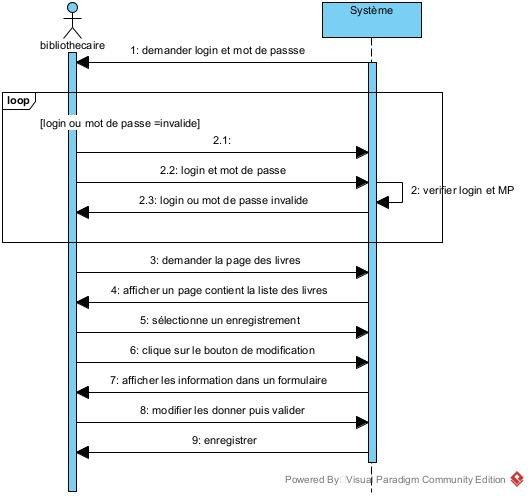 Système
bibliothecaire
1: demander login et mot de passse
loop
[login ou mot de passe =invalide]
2.1:
2.2: login et mot de passe
2: verifier login et MP
2.3: login ou mot de passe invalide
3: demander la page des livres
4: afficher un page contient la liste des livres
5: sélectionne un enregistrement
6: clique sur le bouton de modification
7: afficher les information dans un formulaire
8: modifier les donner puis valider
9: enregistrer
Powered By Visual Paradigm Community Edition